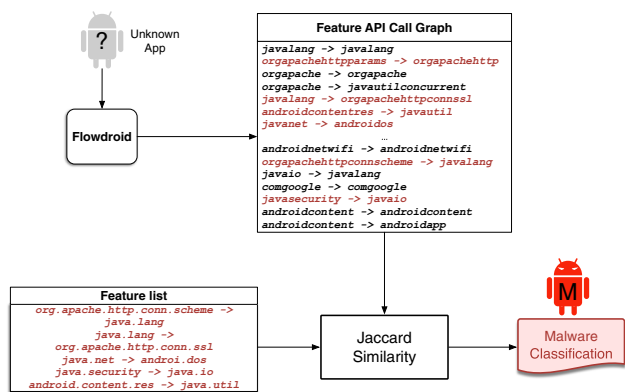 ?
Unknown
App
Flowdroid
Feature API Call Graph
javalang -> javalang
orgapachehttpparams -> orgapachehttp
orgapache -> orgapache
orgapache -> javautilconcurrent
javalang -> orgapachehttpconnssl
androidcontentres -> javautil
javanet -> androidos
...
androidnetwifi -> androidnetwifi
orgapachehttpconnscheme -> javalang
javaio -> javalang
comgoogle -> comgoogle
javasecurity -> javaio
androidcontent -> androidcontent
androidcontent -> androidapp
Feature list
org.apache.http.conn.scheme ->
java.lang
java.lang ->
org.apache.http.conn.ssl
java.net -> androi.dos
java.security -> java.io
android.content.res -> java.util
Jaccard
Similarity
M
Malware
Classification